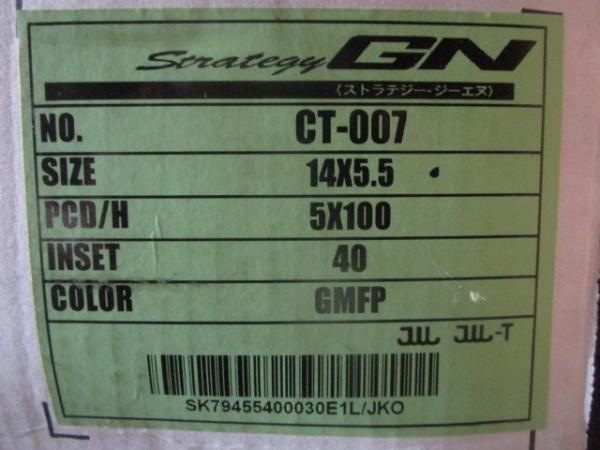 Strategy GN
〈ストラテジー・ジーエヌ〉
NO. CT-007
SIZE 14X5.5
PCD/H 5X100
INSET 40
COLOR GMFP
JWL JWL-T
SK79455400030E1L/JKO